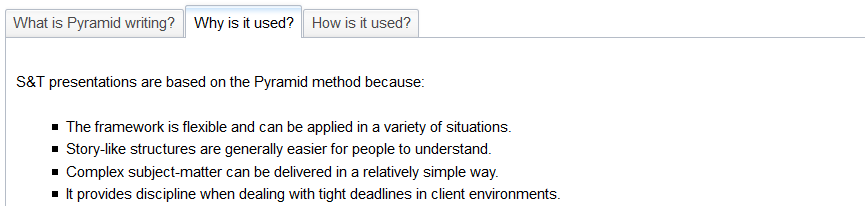 What is Pyramid writing? Why is it used? How is it used?
S&T presentations are based on the Pyramid method because:
▪ The framework is flexible and can be applied in a variety of situations.
▪ Story-like structures are generally easier for people to understand.
▪ Complex subject-matter can be delivered in a relatively simple way.
▪ It provides discipline when dealing with tight deadlines in client environments.